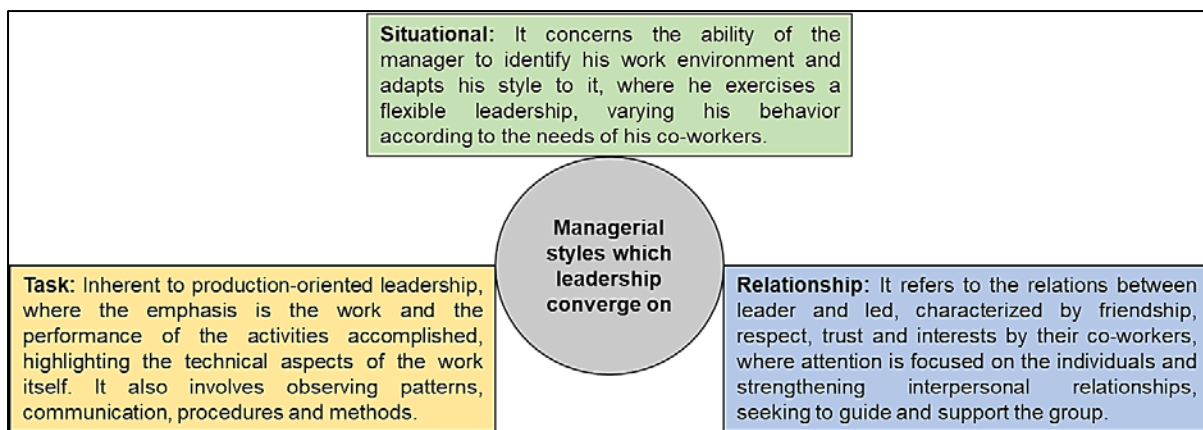 Situational: It concerns the ability of the
manager to identify his work environment and
adapts his style to it, where he exercises a
flexible leadership, varying his behavior
according to the needs of his co-workers.
Managerial
styles which
leadership
converge on
Task: Inherent to production-oriented leadership,
where the emphasis is the work and the
performance of the activities accomplished,
highlighting the technical aspects of the work
itself. It also involves observing patterns,
communication, procedures and methods.
Relationship: It refers to the relations between
leader and led, characterized by friendship,
respect, trust and interests by their co-workers,
where attention is focused on the individuals and
strengthening interpersonal relationships,
seeking to guide and support the group.